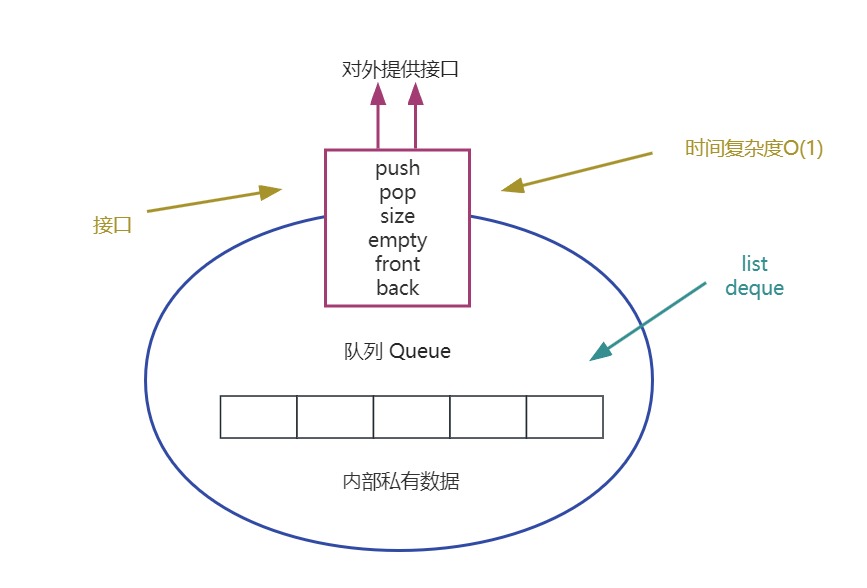 对外提供接口
push
pop
size
empty
front
back
时间复杂度O(1)
接口
list
deque
队列 Queue
内部私有数据